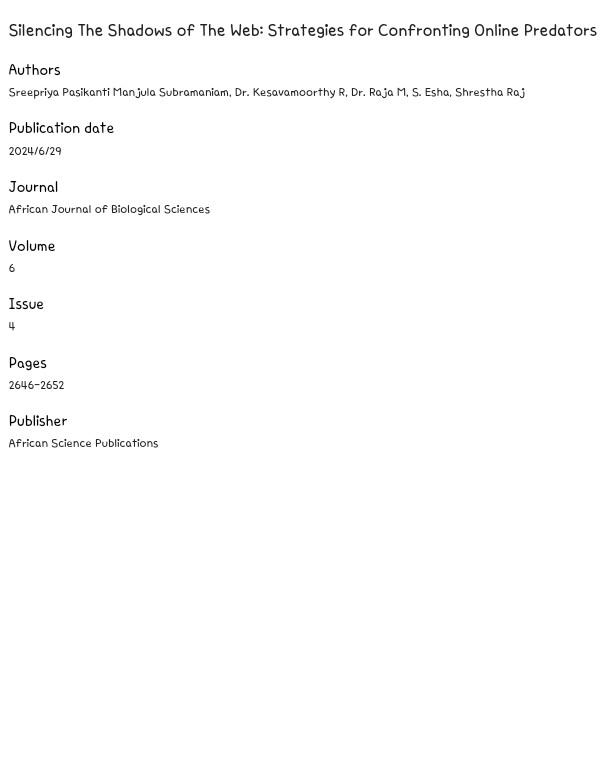 Silencing The Shadows of The Web: Strategies for Confronting Online Predators
Authors
Sreepriya Pasikanti Manjula Subramaniam, Dr. Kesavamoorthy R, Dr. Raja M, S. Esha, Shrestha Raj
Publication date
2024/6/29
Journal
African Journal of Biological Sciences
Volume
6
Issue
4
Pages
2646-2652
Publisher
African Science Publications